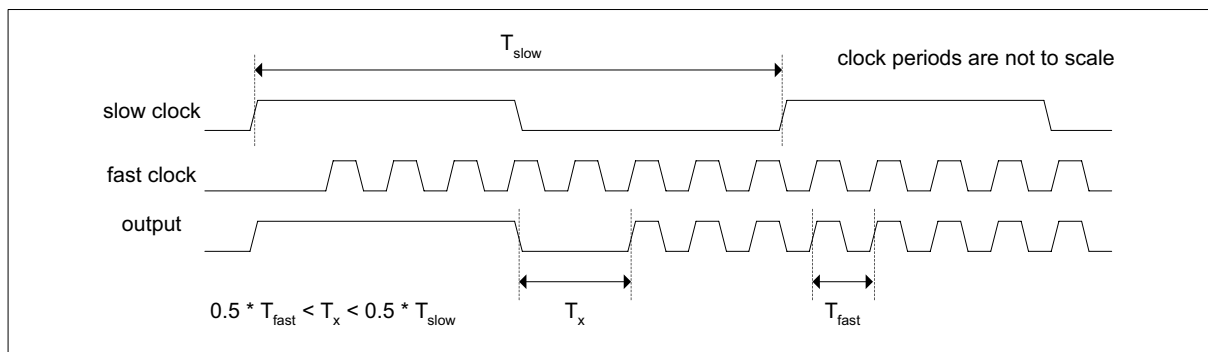 T_slow
clock periods are not to scale
slow clock
fast clock
output
0.5 * T_fast < T_x < 0.5 * T_slow
T_x
T_fast